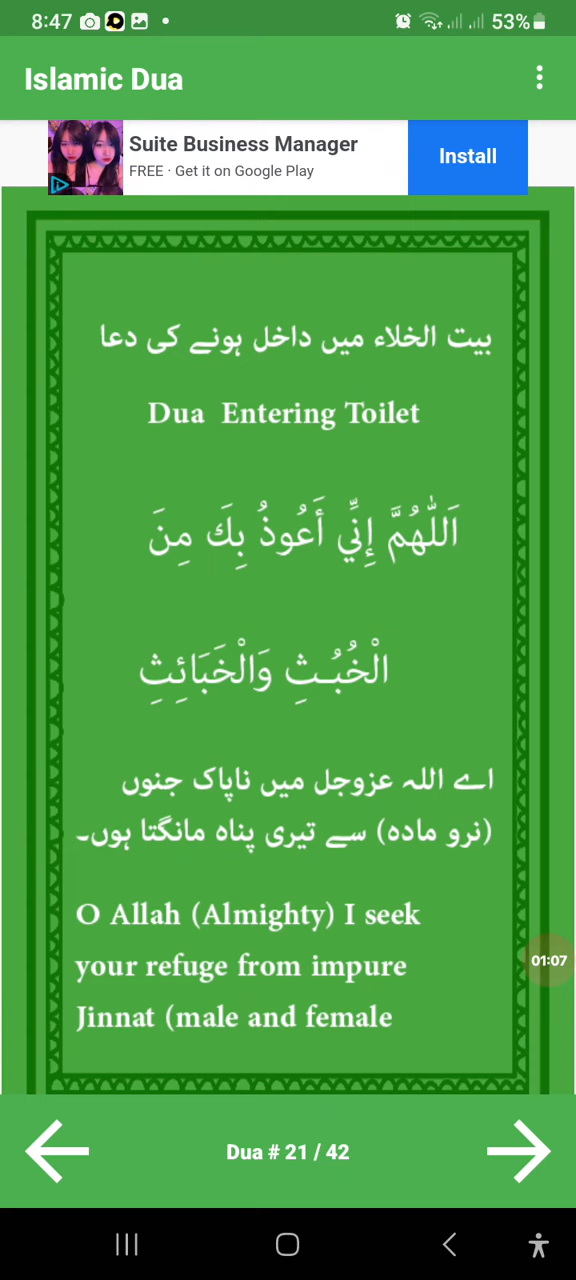 8:47
53%
Islamic Dua
Suite Business Manager
FREE · Get it on Google Play
Install
بیت الخلاء میں داخل ہونے کی دعا
Dua Entering Toilet
اَللّٰهُمَّ إِنِّي أَعُوذُ بِكَ مِنَ
الْخُبُـثِ وَالْخَبَائِثِ
اے اللہ عزوجل میں ناپاک جنوں
(نرو مادہ) سے تیری پناہ مانگتا ہوں۔
O Allah (Almighty) I seek
your refuge from impure
Jinnat (male and female
01:07
Dua # 21 / 42